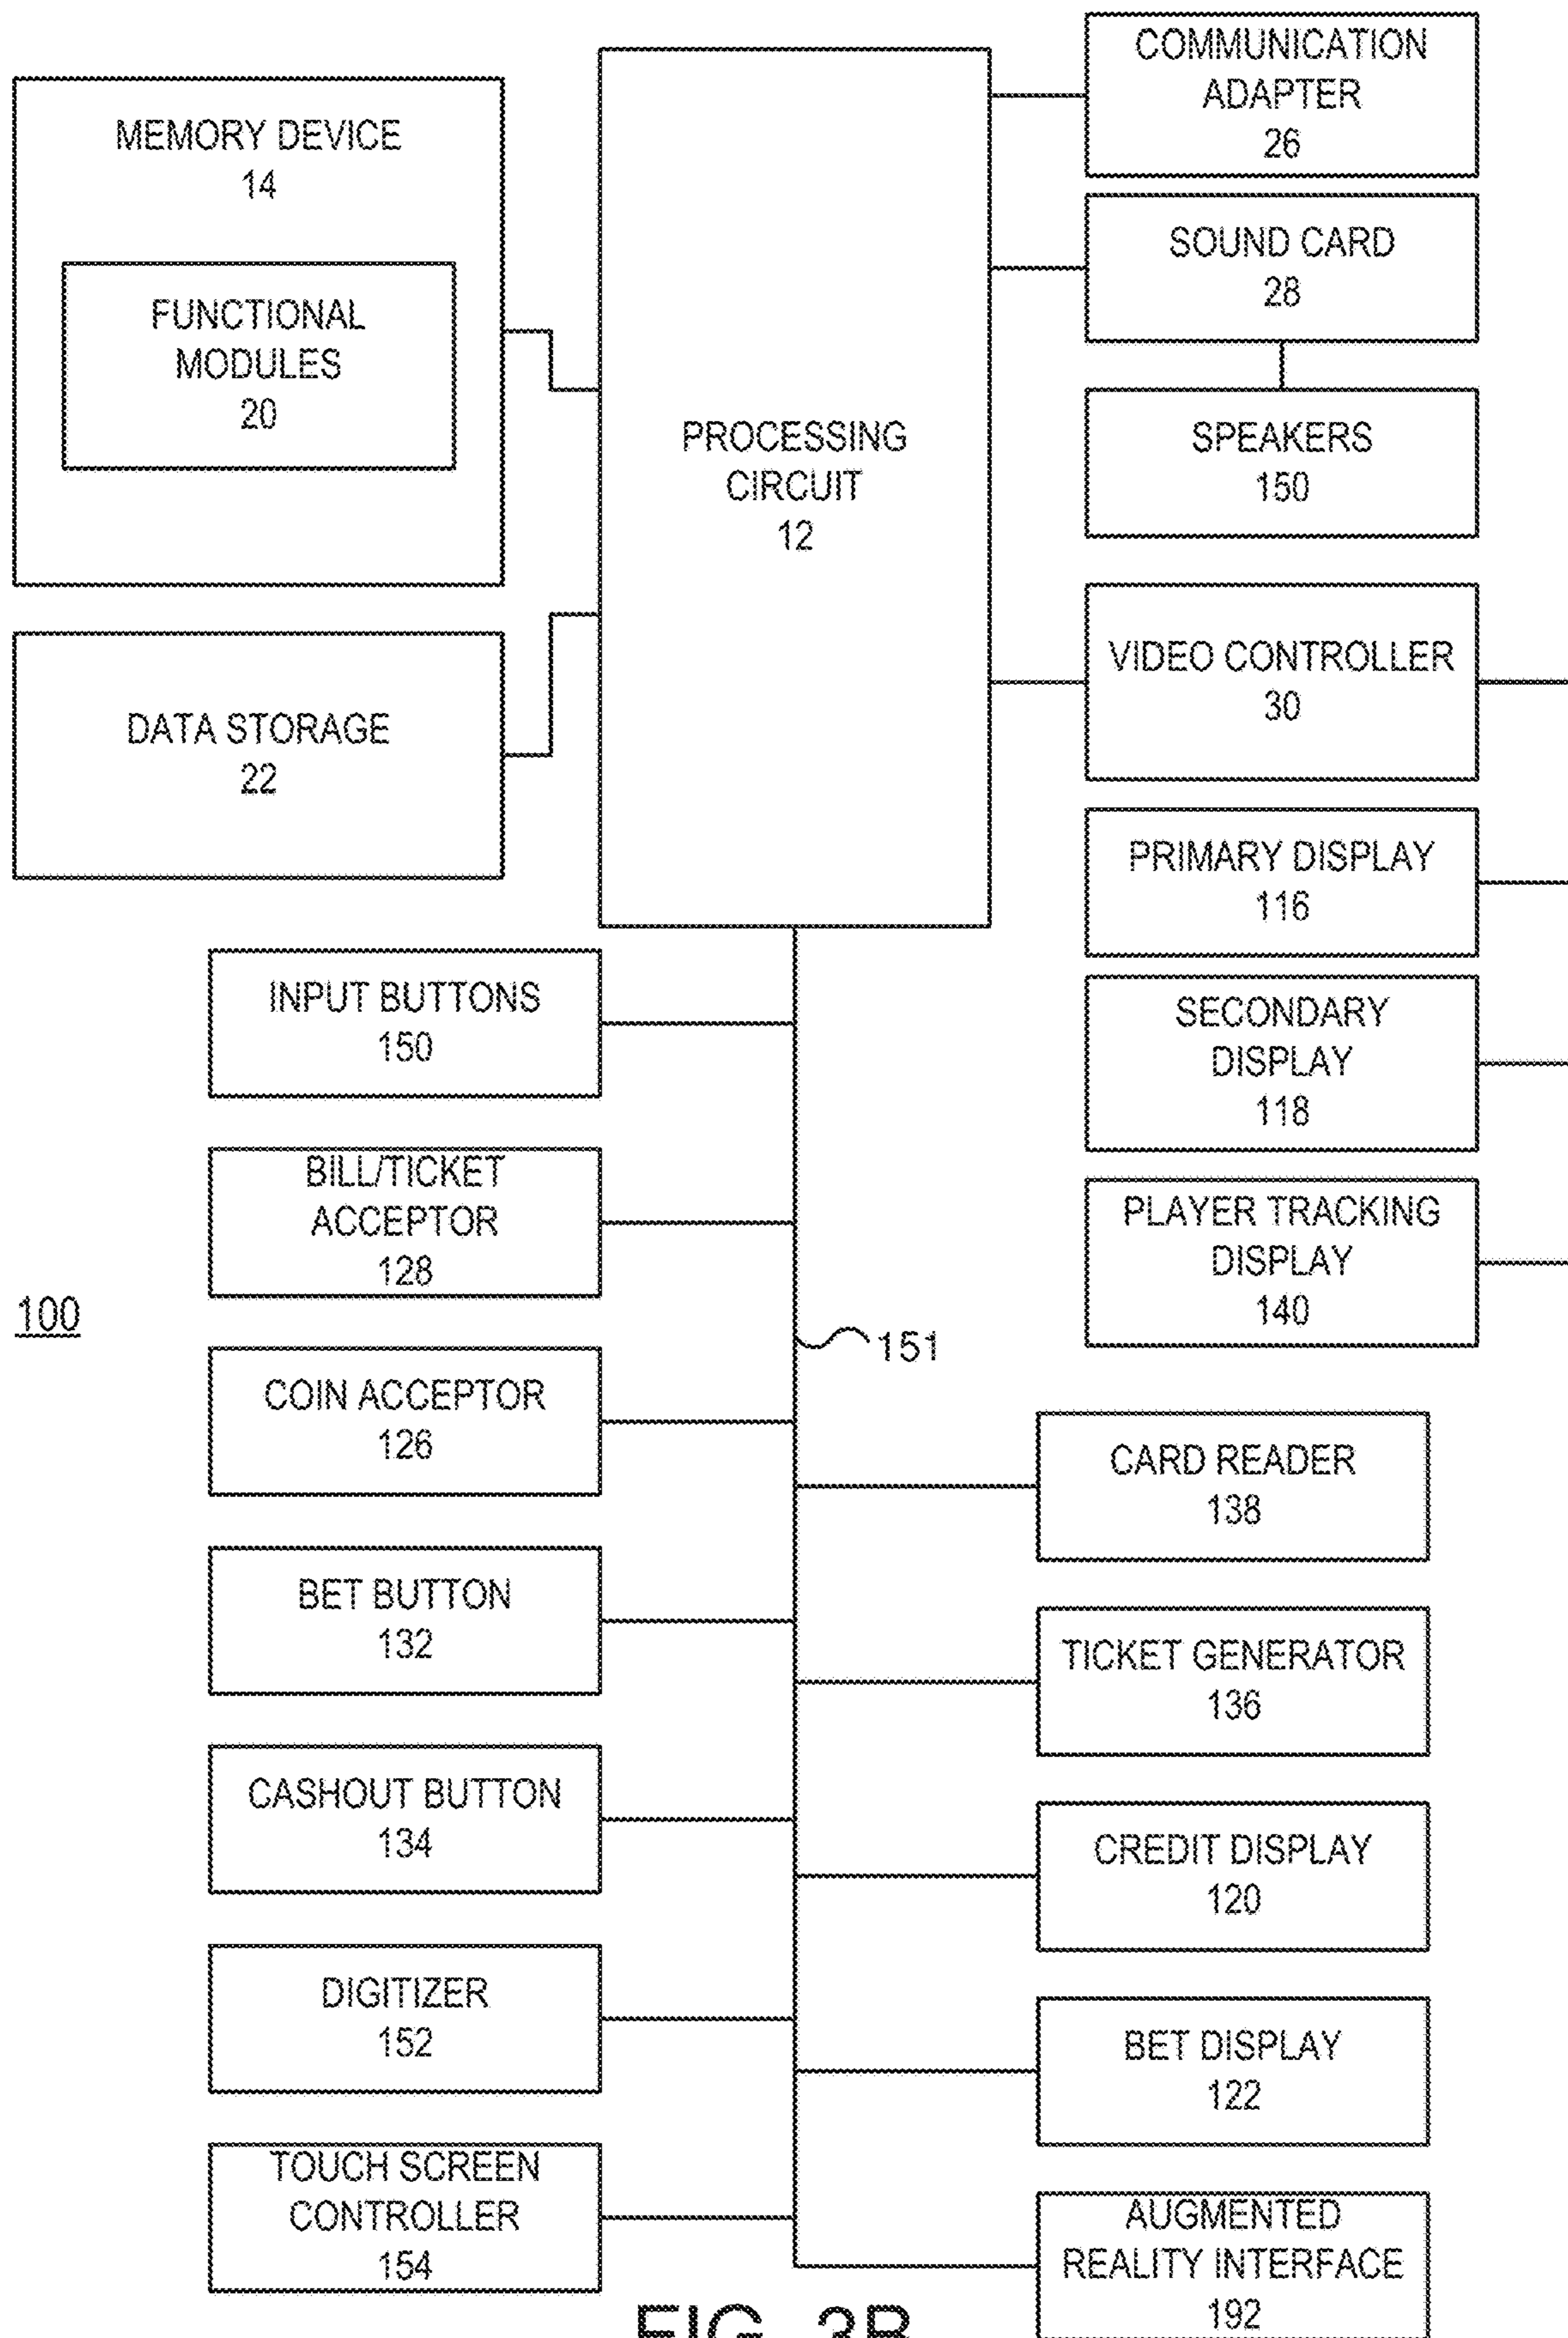 MEMORY DEVICE
14
FUNCTIONAL
MODULES
20
DATA STORAGE
22
PROCESSING
CIRCUIT
12
COMMUNICATION
ADAPTER
26
SOUND CARD
28
SPEAKERS
150
VIDEO CONTROLLER
30
PRIMARY DISPLAY
116
SECONDARY
DISPLAY
118
PLAYER TRACKING
DISPLAY
140
INPUT BUTTONS
150
BILL/TICKET
ACCEPTOR
128
100
COIN ACCEPTOR
126
BET BUTTON
132
CASHOUT BUTTON
134
DIGITIZER
152
TOUCH SCREEN
CONTROLLER
154
151
CARD READER
138
TICKET GENERATOR
136
CREDIT DISPLAY
120
BET DISPLAY
122
AUGMENTED
REALITY INTERFACE
192
FIG. 3B